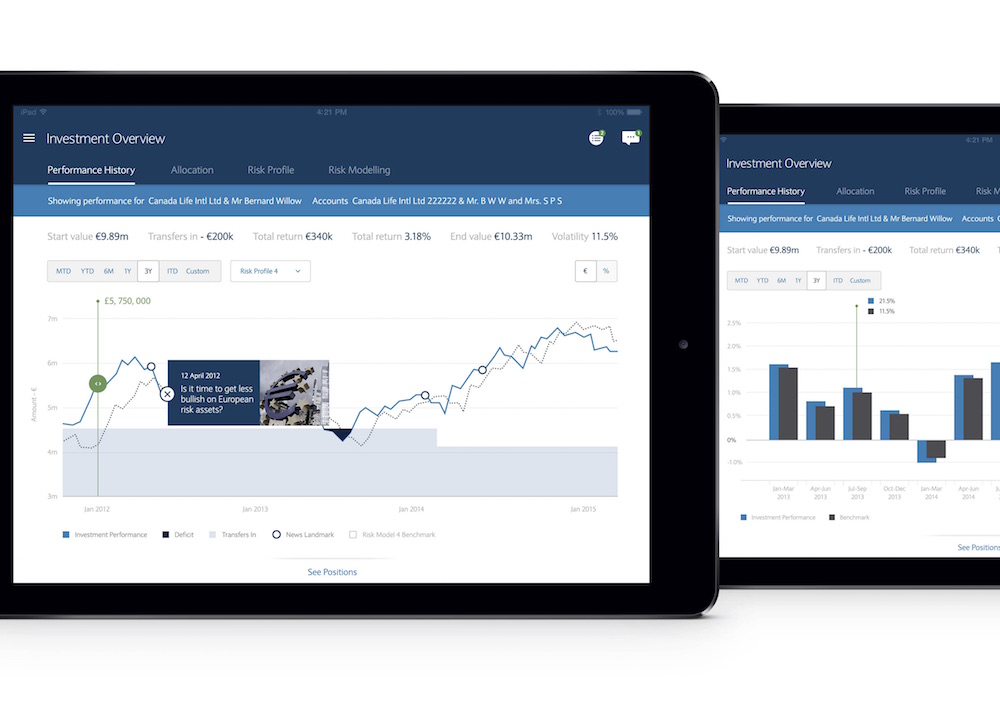 iPad 4:21 PM 100%
Investment Overview 2 1
Performance History Allocation Risk Profile Risk Modelling
Showing performance for Canada Life Intl Ltd & Mr Bernard Willow Accounts Canada Life Intl Ltd 222222 & Mr. B W W and Mrs. S P S
Start value €9.89m Transfers in - €200k Total return €340k Total return 3.18% End value €10.33m Volatility 11.5%
MTD YTD 6M 1Y 3Y ITD Custom Risk Profile 4 € %
£5, 750, 000
7m
6m
5m
4m
3m
Amount - €
12 April 2012
Is it time to get less
bullish on European
risk assets?
Jan 2012 Jan 2013 Jan 2014 Jan 2015
Investment Performance Deficit Transfers In News Landmark Risk Model 4 Benchmark
See Positions
4:21 PM
Investment Overview
Performance History Allocation Risk Profile Risk M
Showing performance for Canada Life Intl Ltd & Mr Bernard Willow Accounts C
Start value €9.89m Transfers in - €200k Total return €340k
MTD YTD 6M 1Y 3Y ITD Custom
21.5%
11.5%
2.5%
2.0%
1.5%
1.0%
0.5%
0%
-1.0%
Jan-Mar Apr-Jun Jul-Sep Oct-Dec Jan-Mar Apr-Jun
2013 2013 2013 2013 2014 2014
Investment Performance Benchmark
See Positions